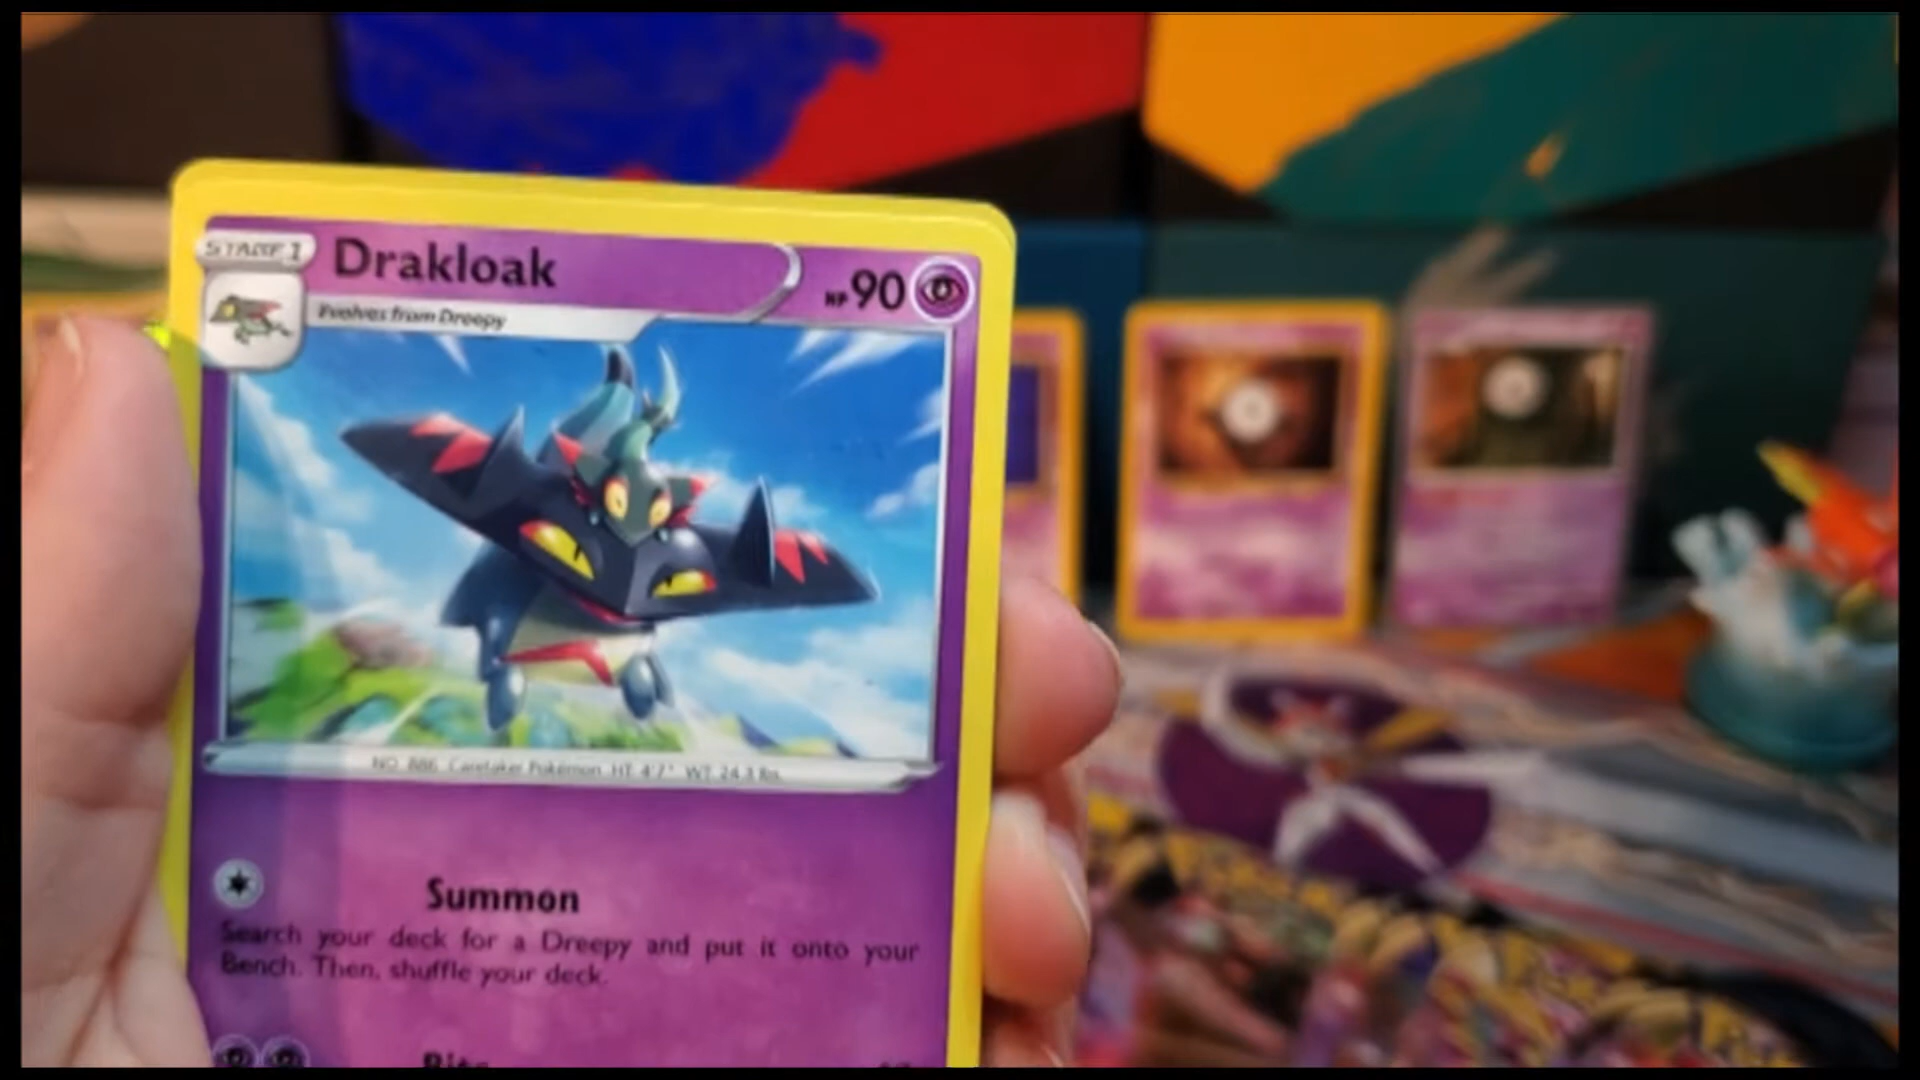 STAGE 1
Drakloak
HP 90
Evolves from Dreepy
NO. 886 Caretaker Pokémon HT: 4'7" WT: 24.3 lbs.
Summon
Search your deck for a Dreepy and put it onto your
Bench. Then, shuffle your deck.
Bite